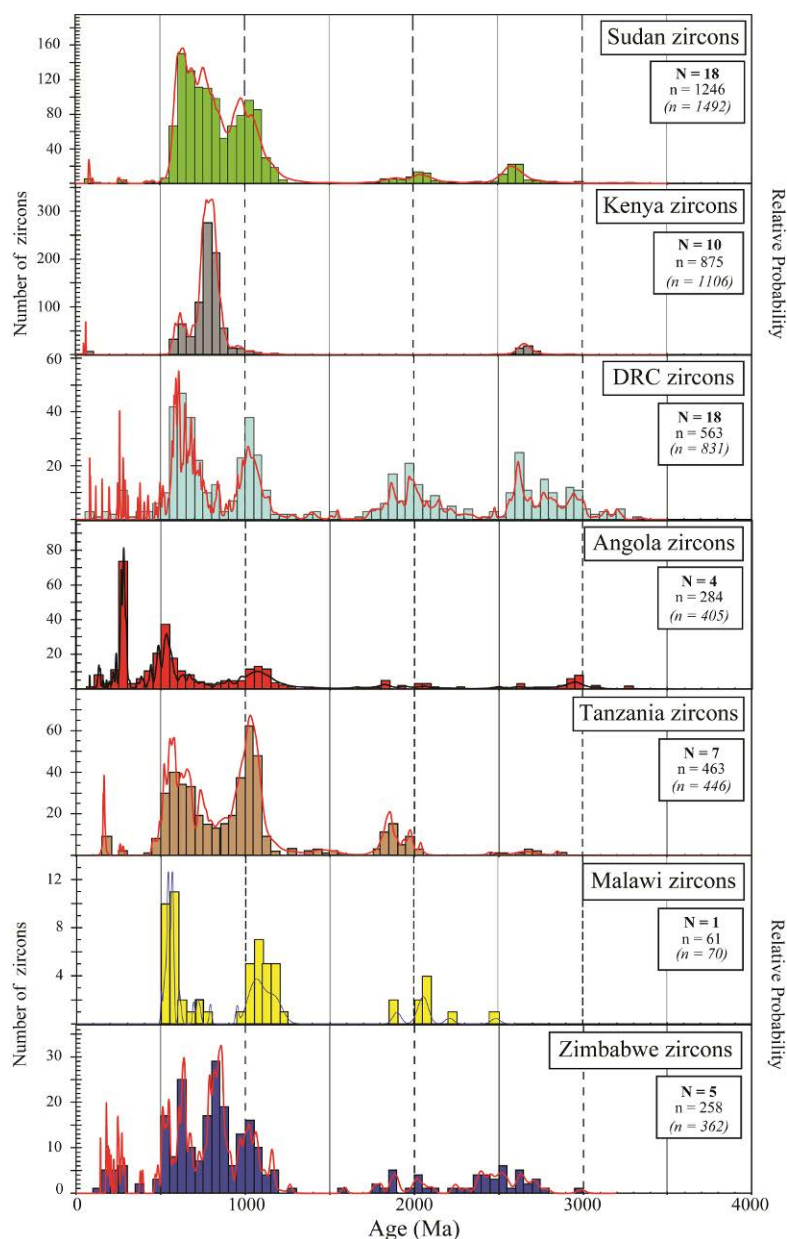 Sudan zircons
N = 18
n = 1246
(n = 1492)
160
120
80
40
Kenya zircons
N = 10
n = 875
(n = 1106)
300
200
100
Number of zircons
Relative Probability
DRC zircons
N = 18
n = 563
(n = 831)
60
40
20
Angola zircons
N = 4
n = 284
(n = 405)
80
60
40
20
Tanzania zircons
N = 7
n = 463
(n = 446)
60
40
20
Malawi zircons
N = 1
n = 61
(n = 70)
12
8
4
Number of zircons
Relative Probability
Zimbabwe zircons
N = 5
n = 258
(n = 362)
30
20
10
0
0 1000 2000 3000 4000
Age (Ma)